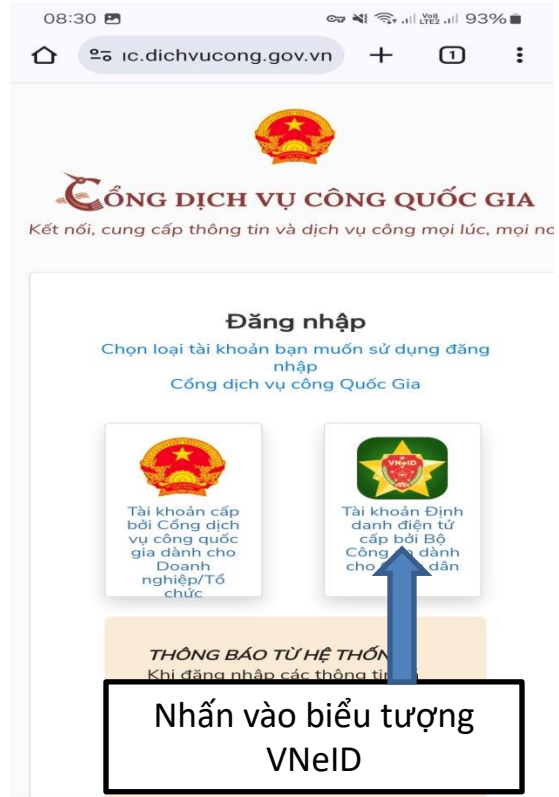 08:30 93%
ıc.dichvucong.gov.vn 1
CỔNG DỊCH VỤ CÔNG QUỐC GIA
Kết nối, cung cấp thông tin và dịch vụ công mọi lúc, mọi nơ
Đăng nhập
Chọn loại tài khoản bạn muốn sử dụng đăng
nhập
Cổng dịch vụ công Quốc Gia
Tài khoản cấp
bởi Cổng dịch
vụ công quốc
gia dành cho
Doanh
nghiệp/Tổ
chức
VNeID
Tài khoản Định
danh điện tử
cấp bởi Bộ
Công dành
cho dân
THÔNG BÁO TỪ HỆ THỐN
Khi đăng nhập các thông tin
Nhấn vào biểu tượng
VNeID